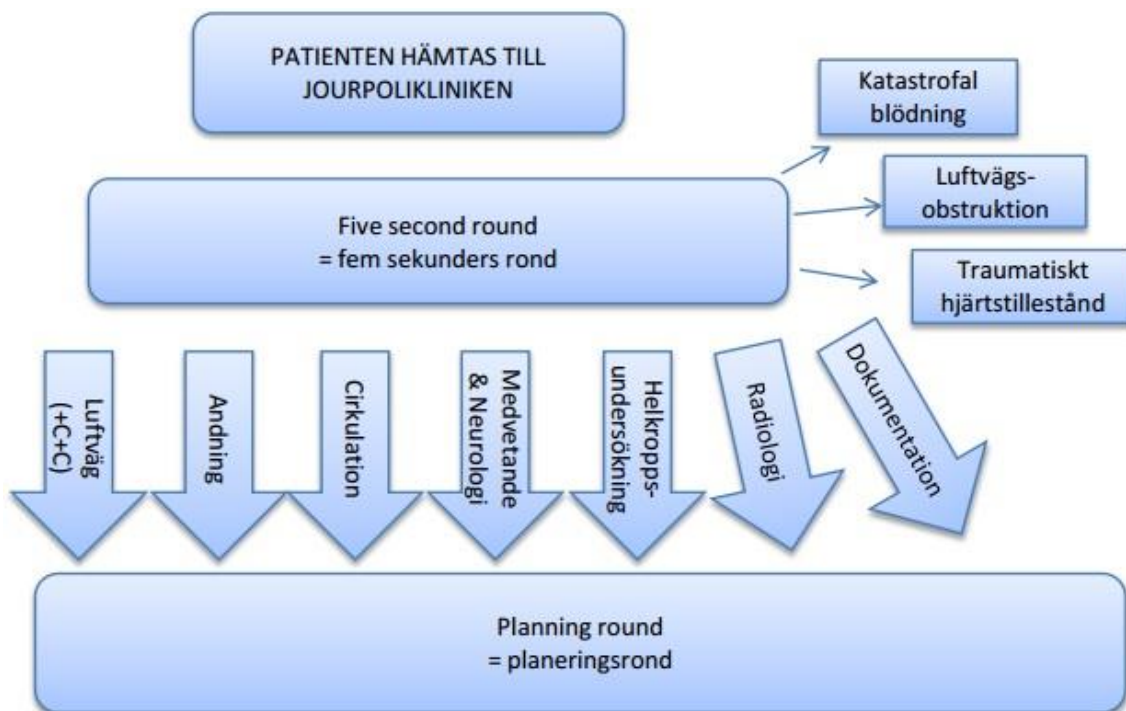 PATIENTEN HÄMTAS TILL
JOURPOLIKLINIKEN
Katastrofal
blödning
Luftvägs-
obstruktion
Traumatiskt
hjärtstillestånd
Five second round
= fem sekunders rond
Luftväg
(+C+C)
Andning
Cirkulation
Medvetande
& Neurologi
Helkropps-
undersökning
Radiologi
Dokumentation
Planning round
= planeringsrond